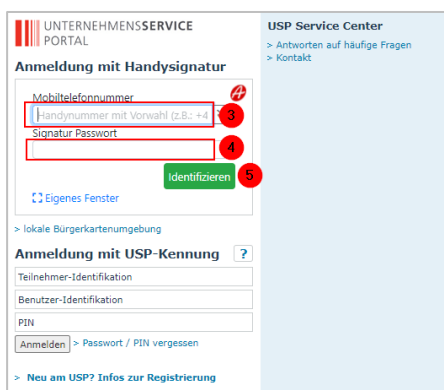 UNTERNEHMENSSERVICE
PORTAL
Anmeldung mit Handysignatur
Mobiltelefonnummer
Handynummer mit Vorwahl (z.B.: +4
3
Signatur Passwort
4
Identifizieren
5
Eigenes Fenster
> lokale Bürgerkartenumgebung
Anmeldung mit USP-Kennung ?
Teilnehmer-Identifikation
Benutzer-Identifikation
PIN
Anmelden > Passwort / PIN vergessen
> Neu am USP? Infos zur Registrierung
USP Service Center
> Antworten auf häufige Fragen
> Kontakt